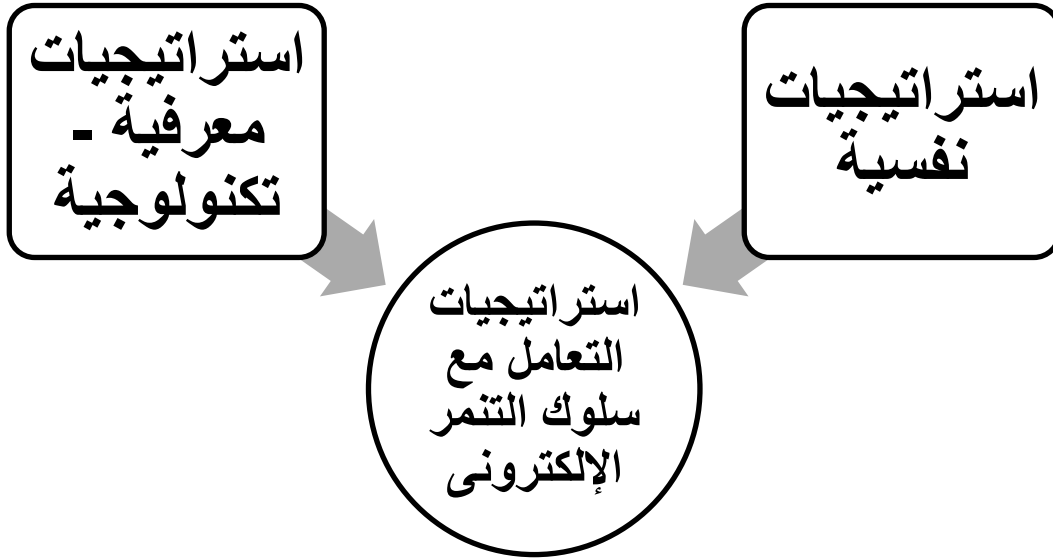 استراتيجيات
نفسية
استراتيجيات
معرفية -
تكنولوجية
استراتيجيات
التعامل مع
سلوك التنمر
الإلكترونى